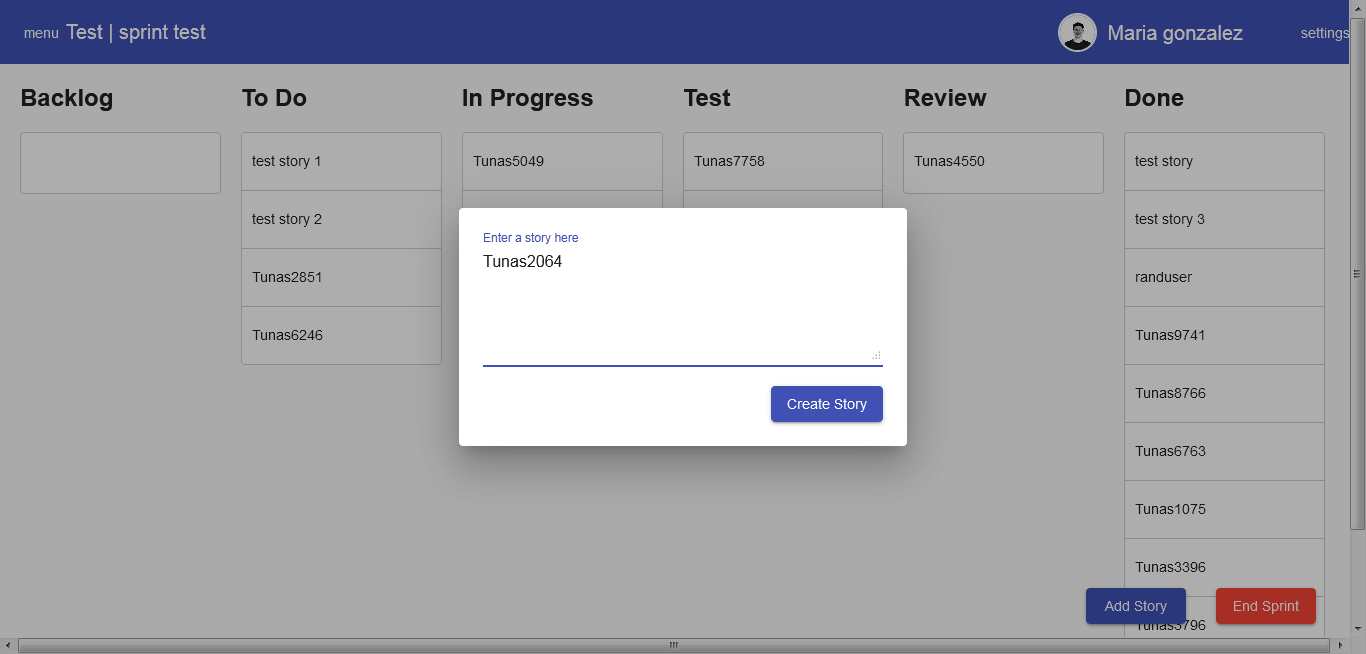 menu Test | sprint test
Maria gonzalez
settings
Backlog
To Do
test story 1
test story 2
Tunas2851
Tunas6246
In Progress
Tunas5049
Test
Tunas7758
Review
Tunas4550
Done
test story
test story 3
randuser
Tunas9741
Tunas8766
Tunas6763
Tunas1075
Tunas3396
Tunas3796
Enter a story here
Tunas2064
Create Story
Add Story
End Sprint